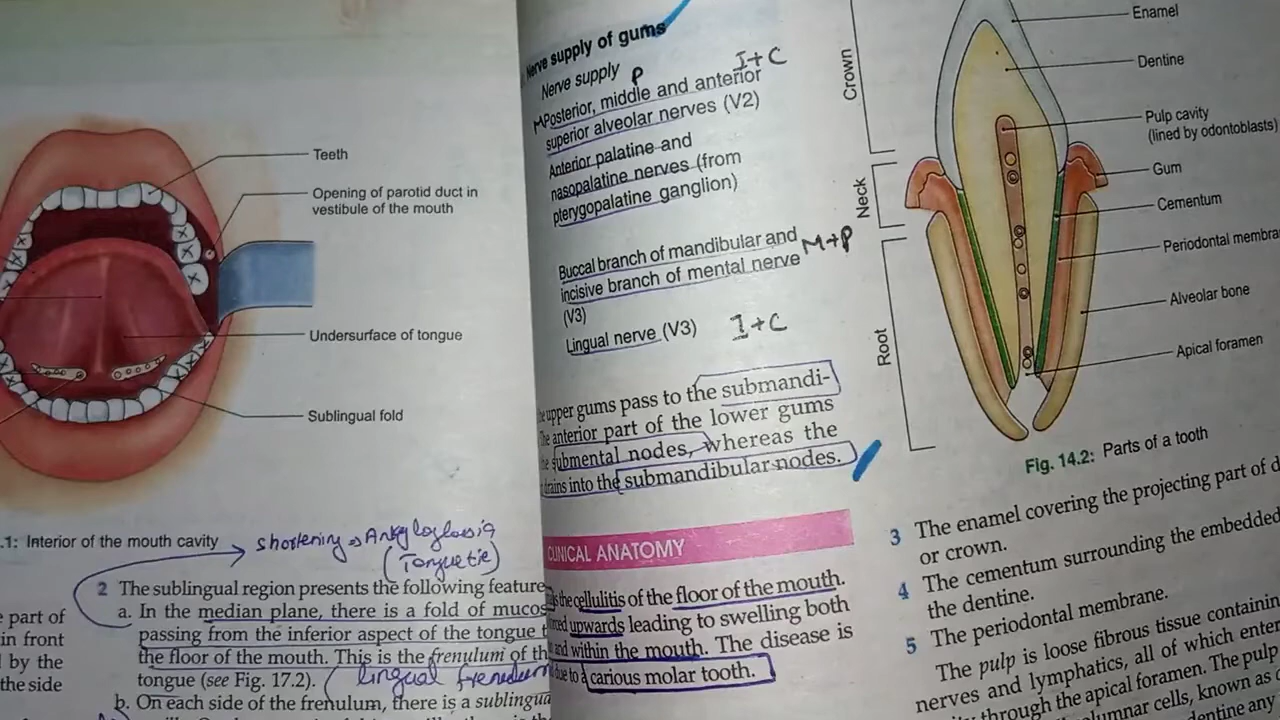 Teeth
Opening of parotid duct in
vestibule of the mouth
Undersurface of tongue
Sublingual fold
.1: Interior of the mouth cavity
shortening → Ankyloglossia
(Tongue tie)
2 The sublingual region presents the following feature
a. In the median plane, there is a fold of mucos
passing from the inferior aspect of the tongue t
the floor of the mouth. This is the frenulum of th
tongue (see Fig. 17.2).
lingual frenulum
b. On each side of the frenulum, there is a sublingua
part of
in front
by the
the side
Nerve supply of gums
Nerve supply
P I+C
M Posterior, middle and anterior
superior alveolar nerves (V2)
Anterior palatine and
nasopalatine nerves (from
pterygopalatine ganglion)
Buccal branch of mandibular and
incisive branch of mental nerve M+P
(V3)
Lingual nerve (V3) I+C
upper gums pass to the submandi-
The anterior part of the lower gums
submental nodes, whereas the
drains into the submandibular nodes.
CLINICAL ANATOMY
is the cellulitis of the floor of the mouth.
upwards leading to swelling both
and within the mouth. The disease is
due to a carious molar tooth.
Crown
Neck
Root
Enamel
Dentine
Pulp cavity
(lined by odontoblasts)
Gum
Cementum
Periodontal membra
Alveolar bone
Apical foramen
Fig. 14.2: Parts of a tooth
3 The enamel covering the projecting part of d
or crown.
4 The cementum surrounding the embedded
the dentine.
5 The periodontal membrane.
The pulp is loose fibrous tissue containin
nerves and lymphatics, all of which enter
through the apical foramen. The pulp
columnar cells, known as
dentine any